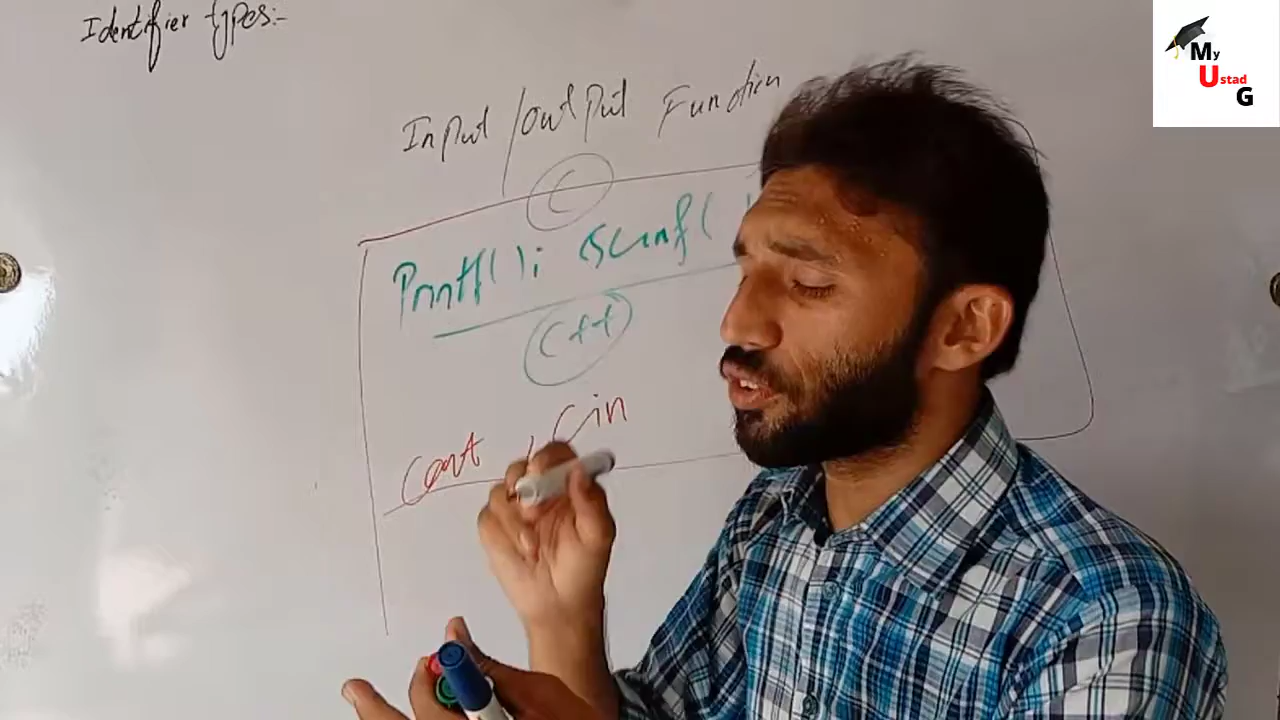 Identifier types:-
My
Ustad
G
Input /output Function
C
Printf(); Scanf(
C++
Cout , Cin